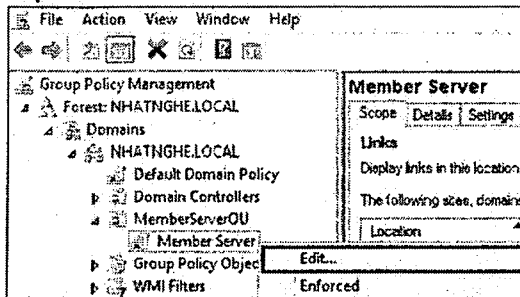 File Action View Window Help
Group Policy Management
Forest: NHATNGHE.LOCAL
Domains
NHATNGHE.LOCAL
Default Domain Policy
Domain Controllers
MemberServerOU
Member Server
Group Policy Objec
WMI Filters
Member Server
Scope Details Settings
Links
Display links in this location
The following sites, domains
Location
Edit...
Enforced